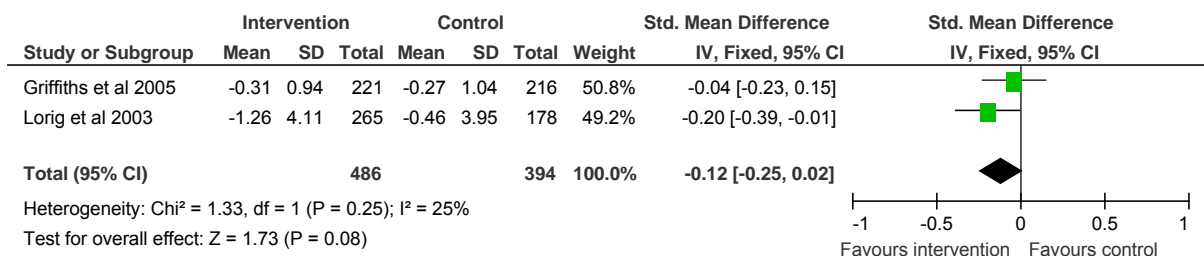 Intervention Control Std. Mean Difference Std. Mean Difference
Study or Subgroup Mean SD Total Mean SD Total Weight IV, Fixed, 95% CI IV, Fixed, 95% CI
Griffiths et al 2005 -0.31 0.94 221 -0.27 1.04 216 50.8% -0.04 [-0.23, 0.15]
Lorig et al 2003 -1.26 4.11 265 -0.46 3.95 178 49.2% -0.20 [-0.39, -0.01]
Total (95% CI) 486 394 100.0% -0.12 [-0.25, 0.02]
Heterogeneity: Chi² = 1.33, df = 1 (P = 0.25); I² = 25%
Test for overall effect: Z = 1.73 (P = 0.08)
-1 -0.5 0 0.5 1
Favours intervention Favours control